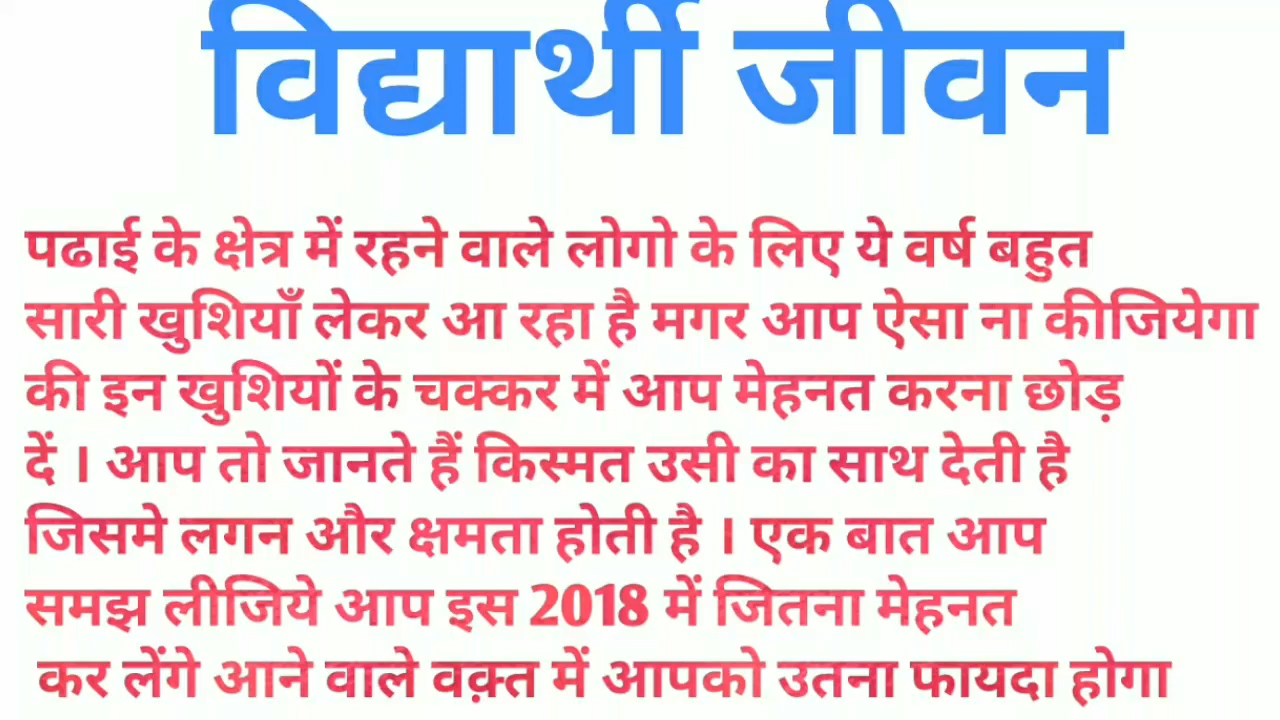 विद्यार्थी जीवन
पढाई के क्षेत्र में रहने वाले लोगो के लिए ये वर्ष बहुत
सारी खुशियाँ लेकर आ रहा है मगर आप ऐसा ना कीजियेगा
की इन खुशियों के चक्कर में आप मेहनत करना छोड़
दें । आप तो जानते हैं किस्मत उसी का साथ देती है
जिसमे लगन और क्षमता होती है । एक बात आप
समझ लीजिये आप इस 2018 में जितना मेहनत
कर लेंगे आने वाले वक़्त में आपको उतना फायदा होगा